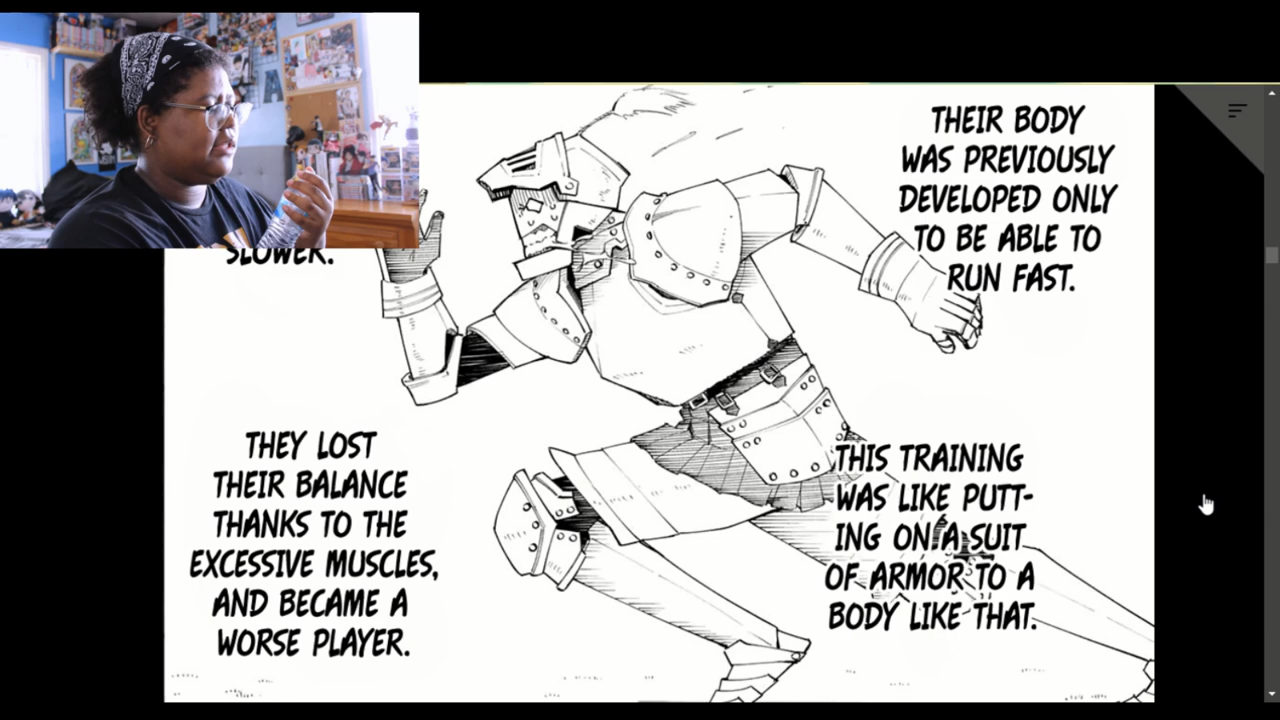 THEIR BODY
WAS PREVIOUSLY
DEVELOPED ONLY
TO BE ABLE TO
RUN FAST.
SLOWER.
THIS TRAINING
WAS LIKE PUTT-
ING ON A SUIT
OF ARMOR TO A
BODY LIKE THAT.
THEY LOST
THEIR BALANCE
THANKS TO THE
EXCESSIVE MUSCLES,
AND BECAME A
WORSE PLAYER.